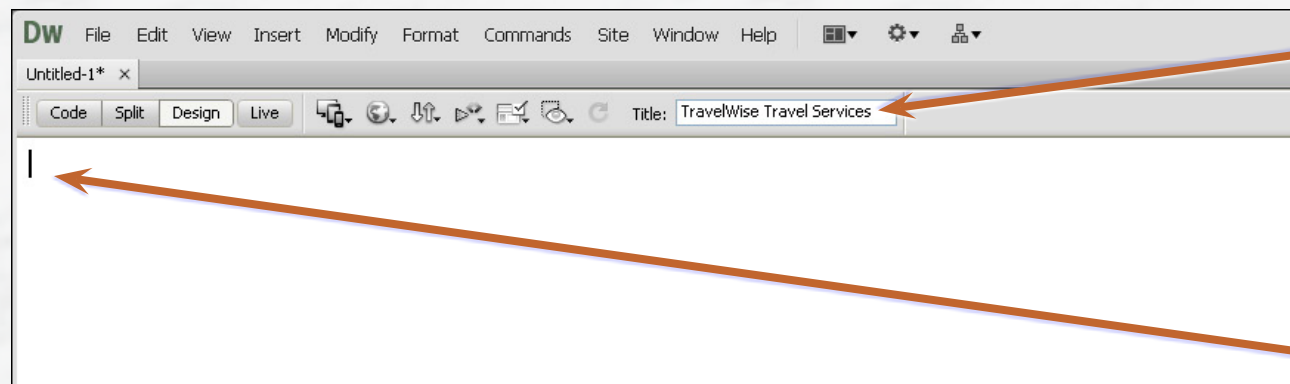 DW File Edit View Insert Modify Format Commands Site Window Help
Untitled-1* ×
Code Split Design Live Title: TravelWise Travel Services